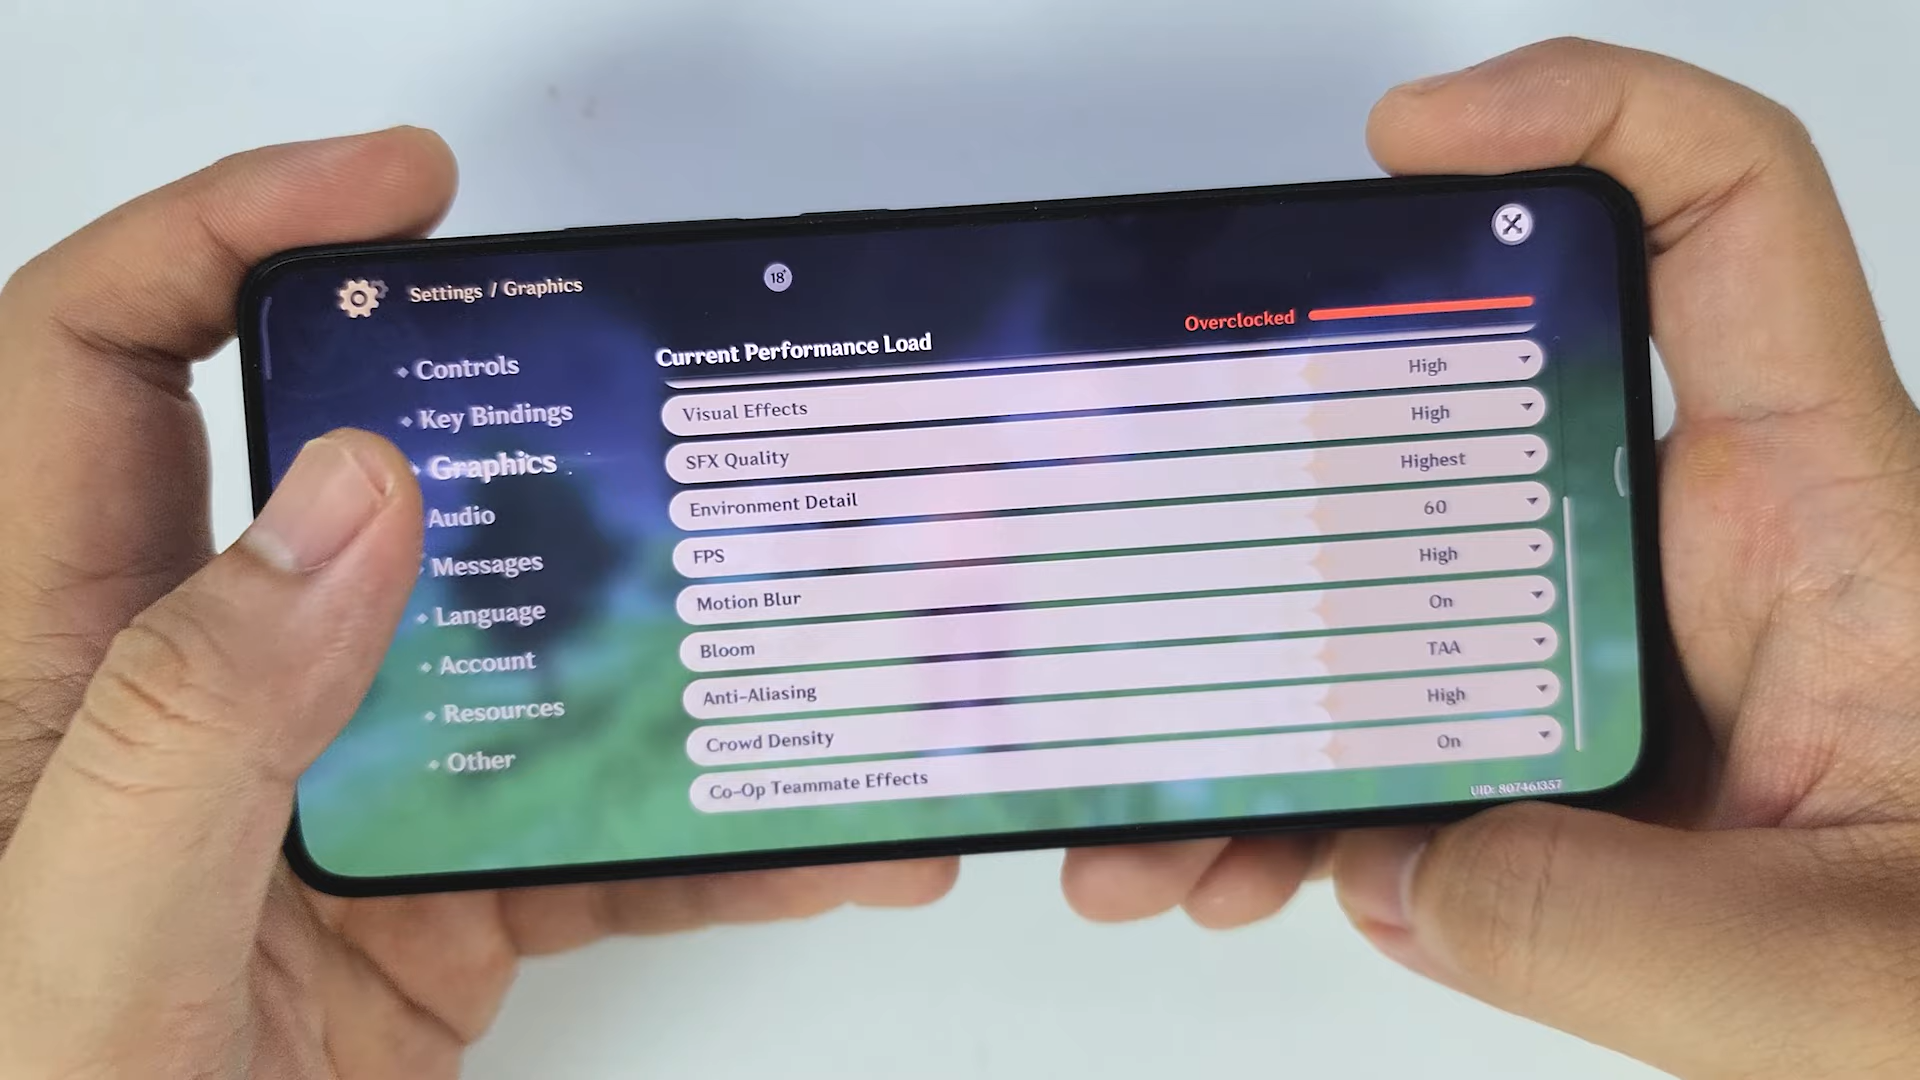 Settings / Graphics
18+
Controls
Key Bindings
Graphics
Audio
Messages
Language
Account
Resources
Other
Current Performance Load
Overclocked
Visual Effects High
SFX Quality High
Environment Detail Highest
FPS 60
Motion Blur High
Bloom On
Anti-Aliasing TAA
Crowd Density High
Co-Op Teammate Effects On
UID: 807461357